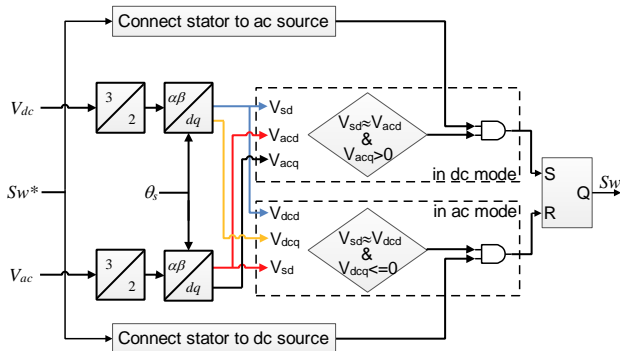 Connect stator to ac source
V_dc
3
2
αβ
dq
V_sd
V_acd
V_acq
V_sd≈V_acd
&
V_acq>0
in dc mode
S
Q
R
Sw
Sw*
θ_s
V_dcd
V_dcq
V_sd
V_sd≈V_dcd
&
V_dcq<=0
in ac mode
V_ac
3
2
αβ
dq
Connect stator to dc source